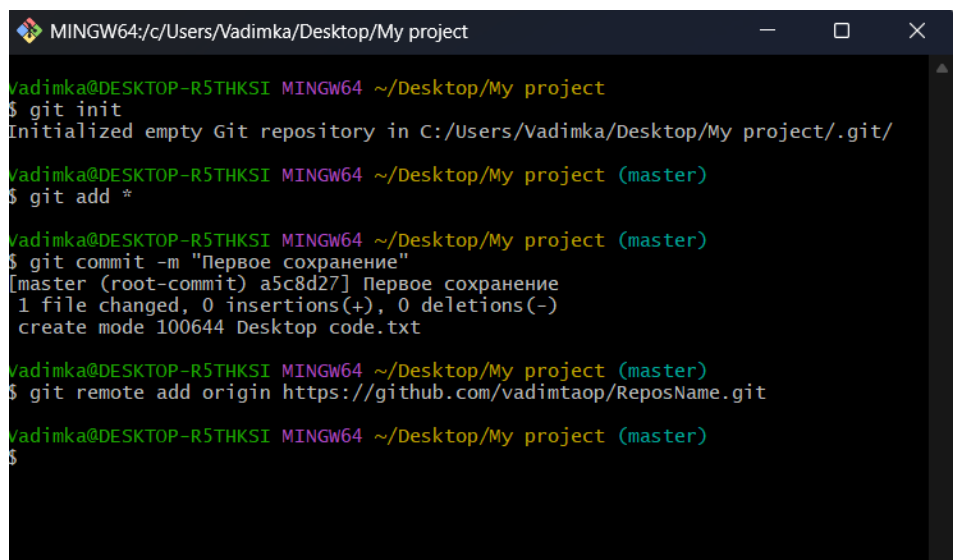 MINGW64:/c/Users/Vadimka/Desktop/My project
Vadimka@DESKTOP-R5THKSI MINGW64 ~/Desktop/My project
$ git init
Initialized empty Git repository in C:/Users/Vadimka/Desktop/My project/.git/
Vadimka@DESKTOP-R5THKSI MINGW64 ~/Desktop/My project (master)
$ git add *
Vadimka@DESKTOP-R5THKSI MINGW64 ~/Desktop/My project (master)
$ git commit -m "Первое сохранение"
[master (root-commit) a5c8d27] Первое сохранение
1 file changed, 0 insertions(+), 0 deletions(-)
create mode 100644 Desktop code.txt
Vadimka@DESKTOP-R5THKSI MINGW64 ~/Desktop/My project (master)
$ git remote add origin https://github.com/vadimtaop/ReposName.git
Vadimka@DESKTOP-R5THKSI MINGW64 ~/Desktop/My project (master)
$